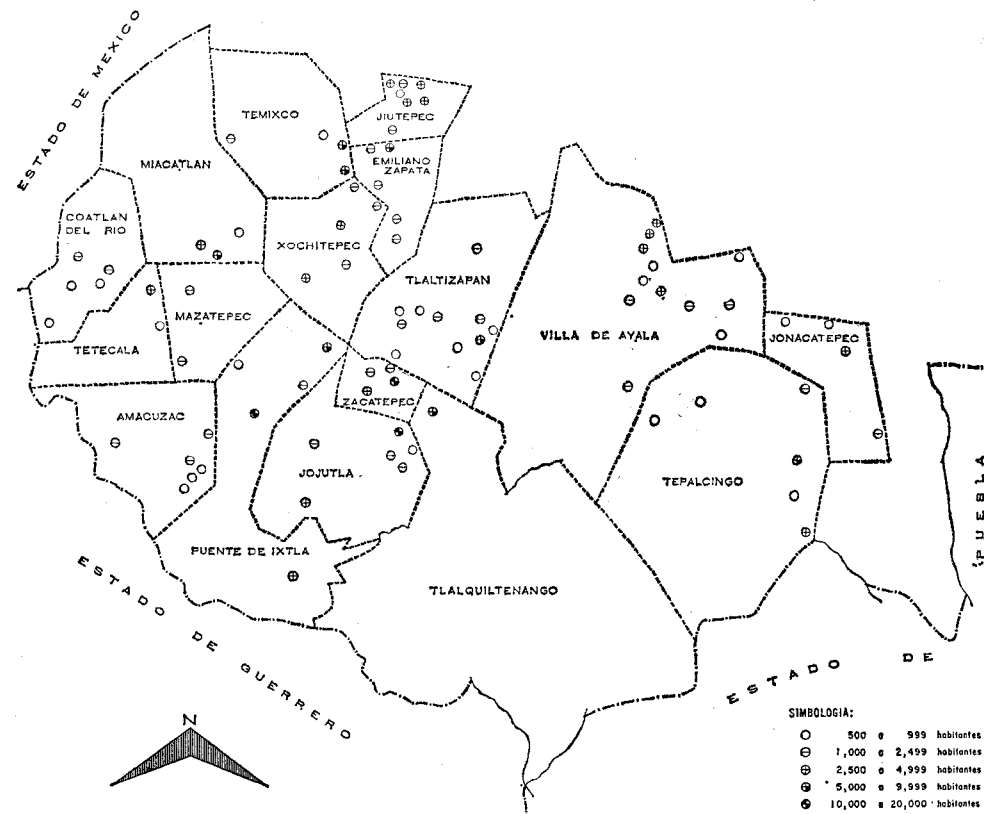 ESTADO DE MEXICO
TEMIXCO
JIUTEPEC
MIACATLAN
EMILIANO
ZAPATA
COATLAN
DEL RIO
XOCHITEPEC
TLALTIZAPAN
MAZATEPEC
VILLA DE AYALA
JONACATEPEC
TETECALA
ZACATEPEC
AMACUZAC
JOJUTLA
TEPALCINGO
PUENTE DE IXTLA
TLALQUILTENANGO
ESTADO DE GUERRERO
ESTADO DE
PUEBLA
N
SIMBOLOGIA:
500 a 999 habitantes
1,000 a 2,499 habitantes
2,500 a 4,999 habitantes
5,000 a 9,999 habitantes
10,000 a 20,000 habitantes